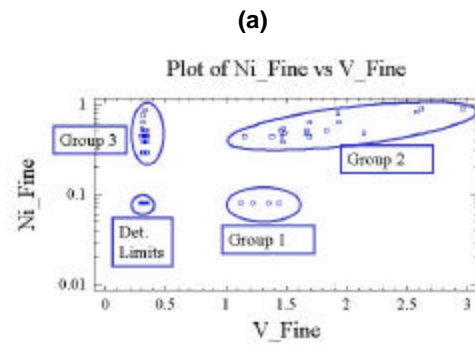 (a)
Plot of Ni_Fine vs V_Fine
1
Group 3
Group 2
Ni_Fine
0.1
Det.
Limits
Group 1
0.01
0 0.5 1 1.5 2 2.5 3
V_Fine